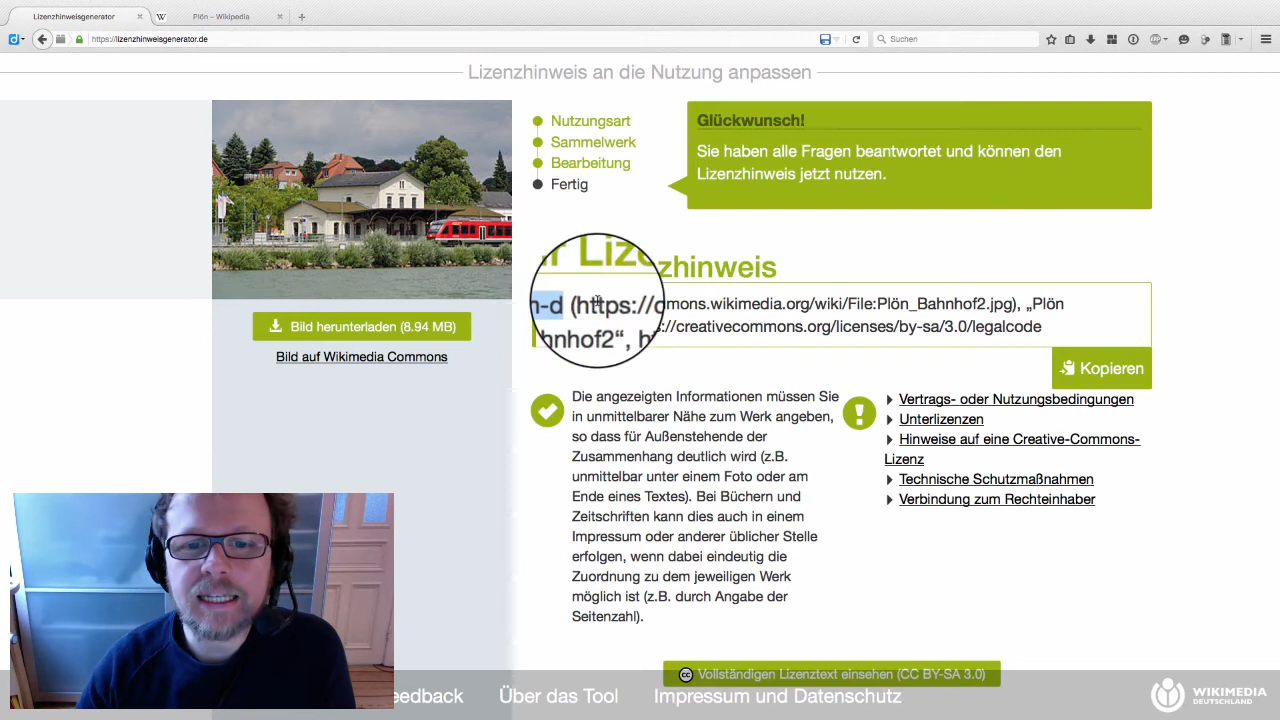 Lizenzhinweisgenerator
Plön – Wikipedia
https://lizenzhinweisgenerator.de
Suchen
Lizenzhinweis an die Nutzung anpassen
Nutzungsart
Sammelwerk
Bearbeitung
Fertig
Glückwunsch!
Sie haben alle Fragen beantwortet und können den
Lizenzhinweis jetzt nutzen.
zhinweis
n-d (https://commons.wikimedia.org/wiki/File:Plön_Bahnhof2.jpg), „Plön
hnhof2“, h s://creativecommons.org/licenses/by-sa/3.0/legalcode
Kopieren
Bild herunterladen (8.94 MB)
Bild auf Wikimedia Commons
Die angezeigten Informationen müssen Sie
in unmittelbarer Nähe zum Werk angeben,
so dass für Außenstehende der
Zusammenhang deutlich wird (z.B.
unmittelbar unter einem Foto oder am
Ende eines Textes). Bei Büchern und
Zeitschriften kann dies auch in einem
Impressum oder anderer üblicher Stelle
erfolgen, wenn dabei eindeutig die
Zuordnung zu dem jeweiligen Werk
möglich ist (z.B. durch Angabe der
Seitenzahl).
Vertrags- oder Nutzungsbedingungen
Unterlizenzen
Hinweise auf eine Creative-Commons-
Lizenz
Technische Schutzmaßnahmen
Verbindung zum Rechteinhaber
Vollständigen Lizenztext einsehen (CC BY-SA 3.0)
eedback
Über das Tool
Impressum und Datenschutz
WIKIMEDIA
DEUTSCHLAND